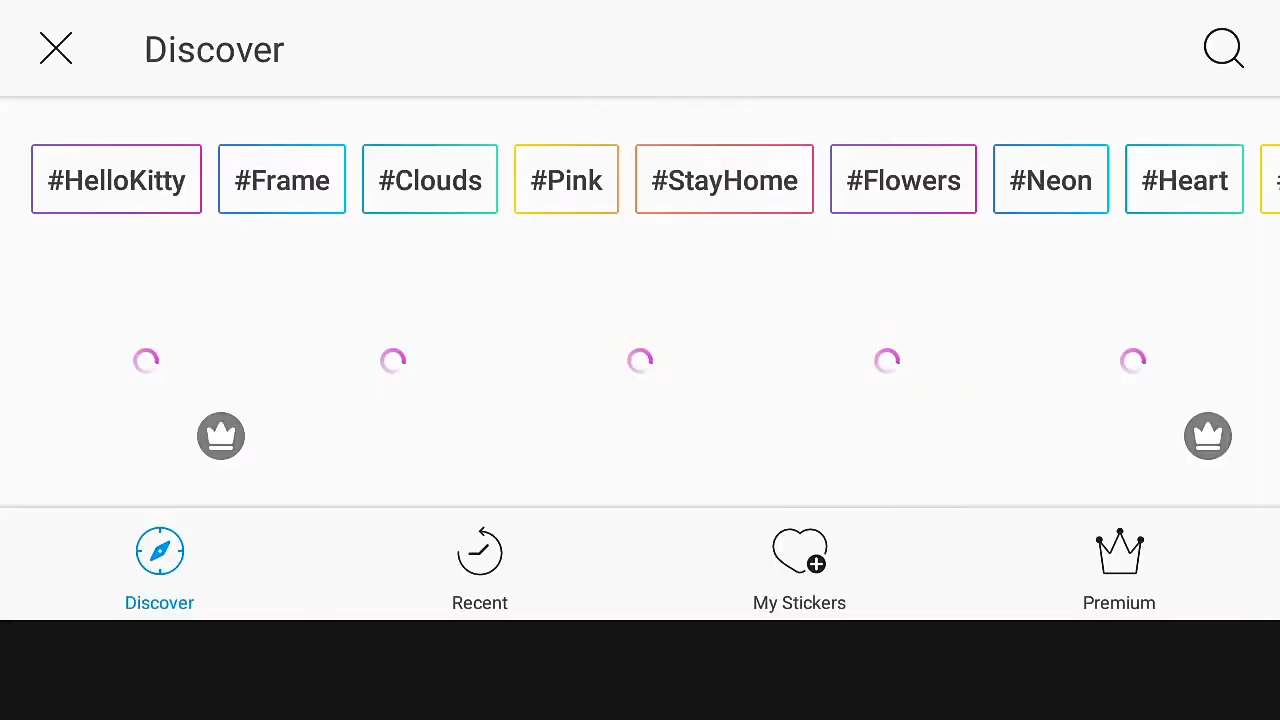 Discover
#HelloKitty #Frame #Clouds #Pink #StayHome #Flowers #Neon #Heart
Discover Recent My Stickers Premium